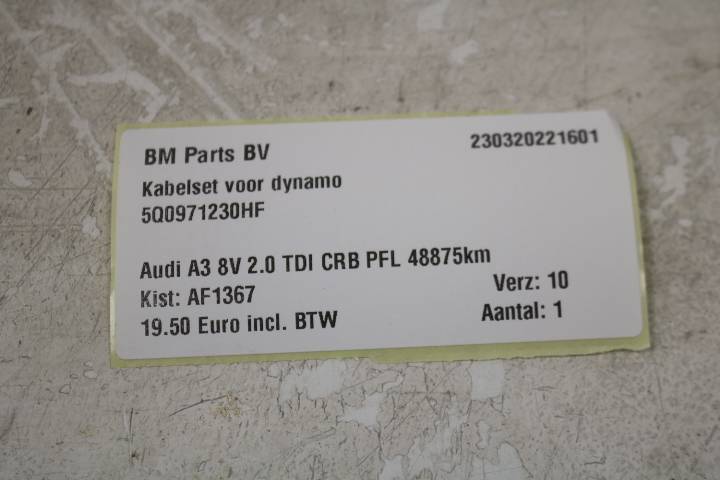 BM Parts BV
230320221601
Kabelset voor dynamo
5Q0971230HF
Audi A3 8V 2.0 TDI CRB PFL 48875km
Kist: AF1367
Verz: 10
19.50 Euro incl. BTW
Aantal: 1